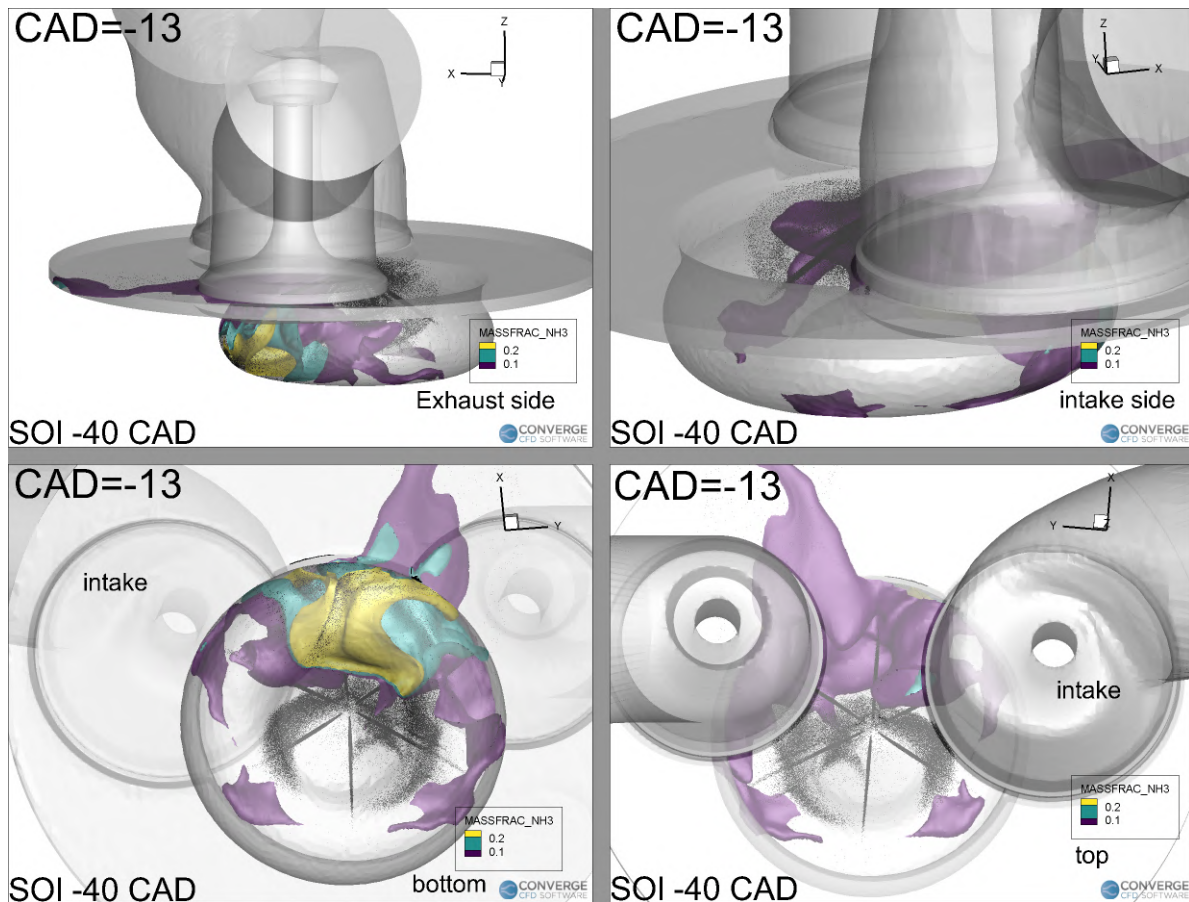 CAD=-13
Z
X
Y
MASSFRAC_NH3
0.2
0.1
Exhaust side
SOI -40 CAD
CONVERGE
CFD SOFTWARE
CAD=-13
Z
Y
X
MASSFRAC_NH3
0.2
0.1
intake side
SOI -40 CAD
CONVERGE
CFD SOFTWARE
CAD=-13
X
Y
intake
MASSFRAC_NH3
0.2
0.1
bottom
SOI -40 CAD
CONVERGE
CFD SOFTWARE
CAD=-13
X
Y
intake
MASSFRAC_NH3
0.2
0.1
top
SOI -40 CAD
CONVERGE
CFD SOFTWARE